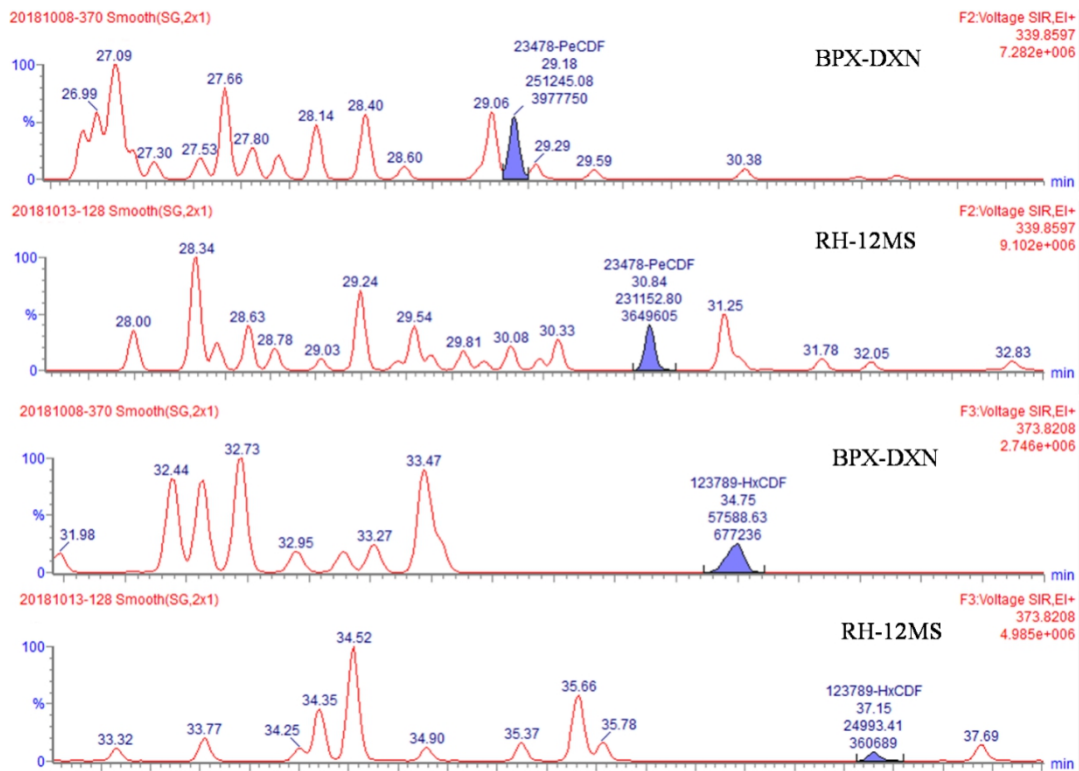 20181008-370 Smooth(SG,2x1)
F2:Voltage SIR,EI+
339.8597
7.282e+006
BPX-DXN
23478-PeCDF
29.18
251245.08
3977750
100
%
0
26.99
27.09
27.30
27.53
27.66
27.80
28.14
28.40
28.60
29.06
29.29
29.59
30.38
min
20181013-128 Smooth(SG,2x1)
F2:Voltage SIR,EI+
339.8597
9.102e+006
RH-12MS
23478-PeCDF
30.84
231152.80
3649605
100
%
0
28.00
28.34
28.63
28.78
29.03
29.24
29.54
29.81
30.08
30.33
31.25
31.78
32.05
32.83
min
20181008-370 Smooth(SG,2x1)
F3:Voltage SIR,EI+
373.8208
2.746e+006
BPX-DXN
123789-HxCDF
34.75
57588.63
677236
100
%
0
31.98
32.44
32.73
32.95
33.27
33.47
min
20181013-128 Smooth(SG,2x1)
F3:Voltage SIR,EI+
373.8208
4.985e+006
RH-12MS
123789-HxCDF
37.15
24993.41
360689
100
%
0
33.32
33.77
34.25
34.35
34.52
34.90
35.37
35.66
35.78
37.69
min